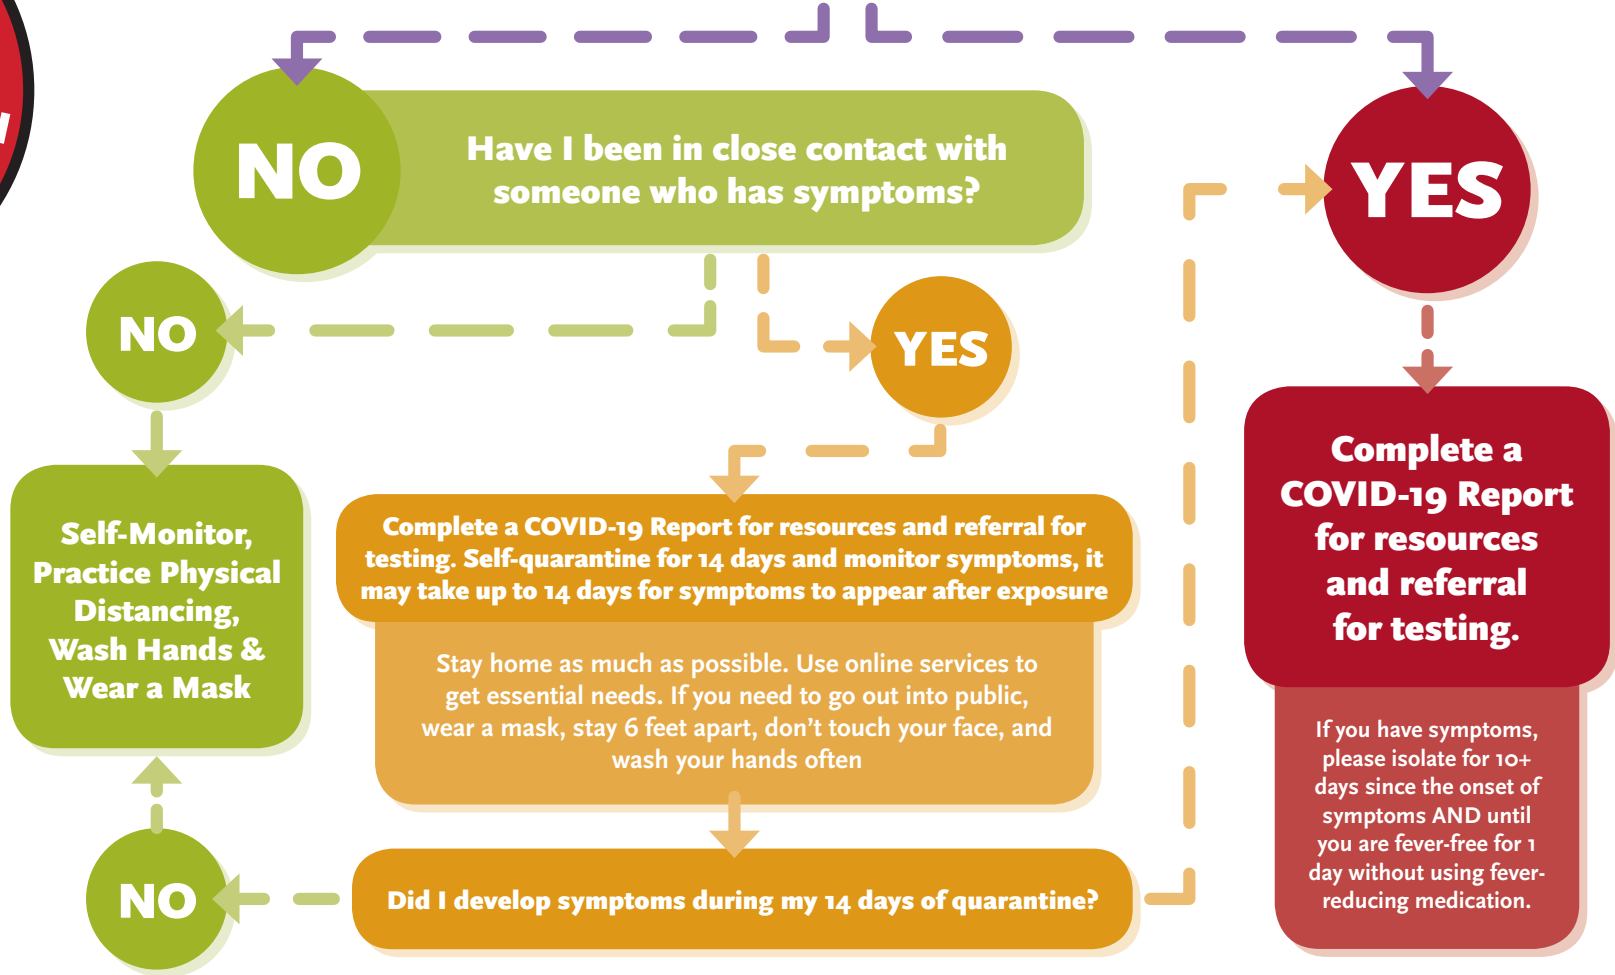 NO
Have I been in close contact with
someone who has symptoms?
YES
NO
YES
Self-Monitor,
Practice Physical
Distancing,
Wash Hands &
Wear a Mask
Complete a COVID-19 Report for resources and referral for
testing. Self-quarantine for 14 days and monitor symptoms, it
may take up to 14 days for symptoms to appear after exposure
Stay home as much as possible. Use online services to
get essential needs. If you need to go out into public,
wear a mask, stay 6 feet apart, don't touch your face, and
wash your hands often
Complete a
COVID-19 Report
for resources
and referral
for testing.
If you have symptoms,
please isolate for 10+
days since the onset of
symptoms AND until
you are fever-free for 1
day without using fever-
reducing medication.
NO
Did I develop symptoms during my 14 days of quarantine?